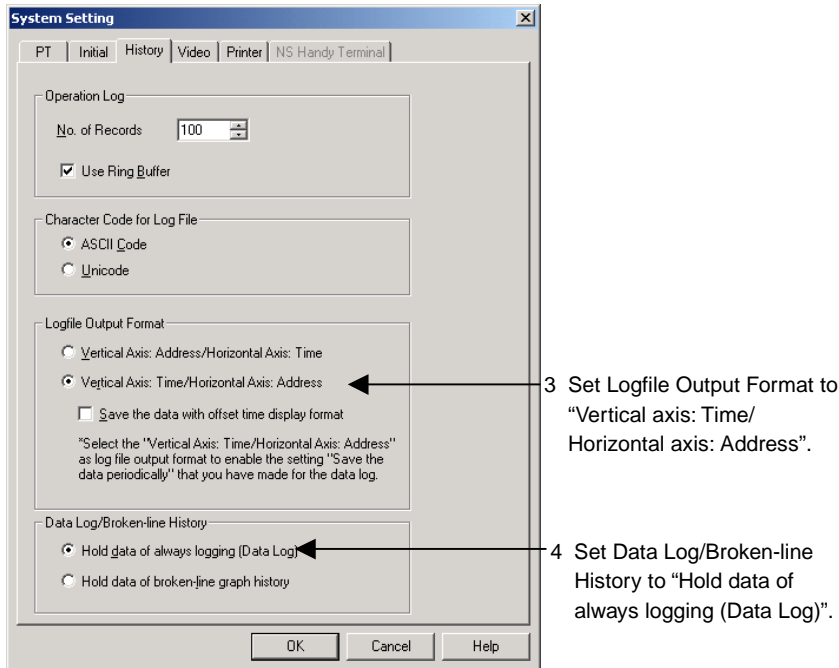 System Setting
PT Initial History Video Printer NS Handy Terminal
Operation Log
No. of Records 100
Use Ring Buffer
Character Code for Log File
ASCII Code
Unicode
Logfile Output Format
Vertical Axis: Address/Horizontal Axis: Time
Vertical Axis: Time/Horizontal Axis: Address
Save the data with offset time display format
*Select the "Vertical Axis: Time/Horizontal Axis: Address"
as log file output format to enable the setting "Save the
data periodically" that you have made for the data log.
Data Log/Broken-line History
Hold data of always logging (Data Log)
Hold data of broken-line graph history
OK Cancel Help
3 Set Logfile Output Format to
“Vertical axis: Time/
Horizontal axis: Address”.
4 Set Data Log/Broken-line
History to “Hold data of
always logging (Data Log)”.